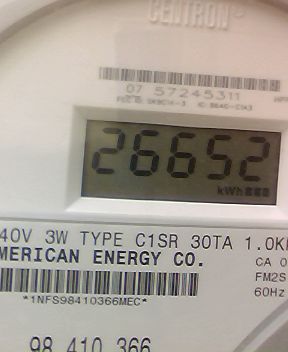 CENTRON®
07 57245311
26652
kWh
40V 3W TYPE C1SR 30TA 1.0K
MERICAN ENERGY CO.
CA 0
FM2S
60Hz
*1NFS98410366MEC*
98 410 366